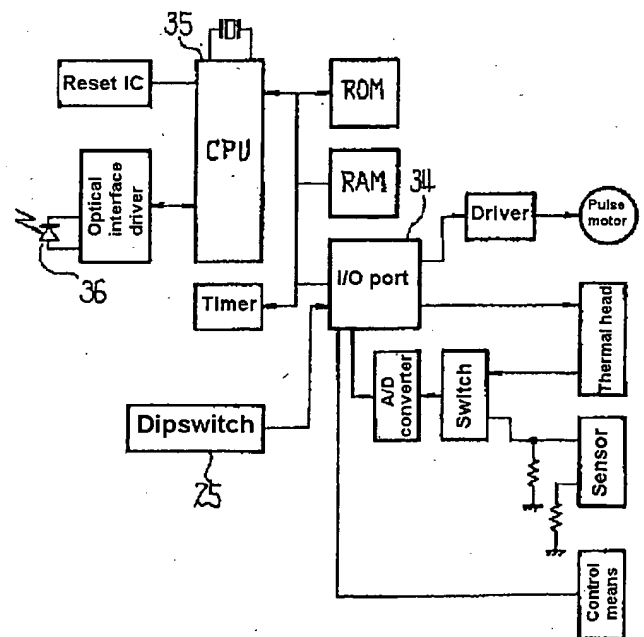 35
Reset IC
CPU
ROM
Optical
interface
driver
RAM
34
Driver
Pulse
motor
36
Timer
I/O port
Thermal head
A/D
converter
Switch
Dipswitch
25
Sensor
Control
means